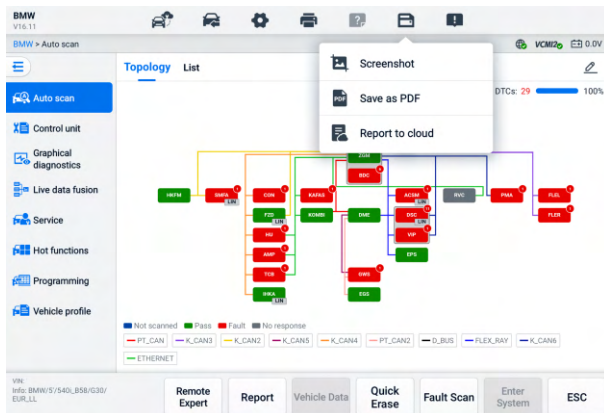 BMW
V16.11
BMW > Auto scan
VCMI2
0.0V
Topology
List
Screenshot
Save as PDF
Report to cloud
DTCs: 29
100%
Auto scan
Control unit
Graphical
diagnostics
Live data fusion
Service
Hot functions
Programming
Vehicle profile
ZGM
BDC
HKFM
SMFA
LIN
CON
KAFAS
ACSM
LIN
RVC
PMA
FLEL
FZD
LIN
KOMBI
DME
DSC
LIN
FLER
HU
VIP
AMP
EPS
TCB
GWS
IHKA
LIN
EGS
Not scanned
Pass
Fault
No response
PT_CAN
K_CAN3
K_CAN2
K_CAN5
K_CAN4
PT_CAN2
D_BUS
FLEX_RAY
K_CAN6
ETHERNET
VIN:
Info: BMW/5'/540i_B58/G30/
EUR_LL
Remote
Expert
Report
Vehicle Data
Quick
Erase
Fault Scan
Enter
System
ESC